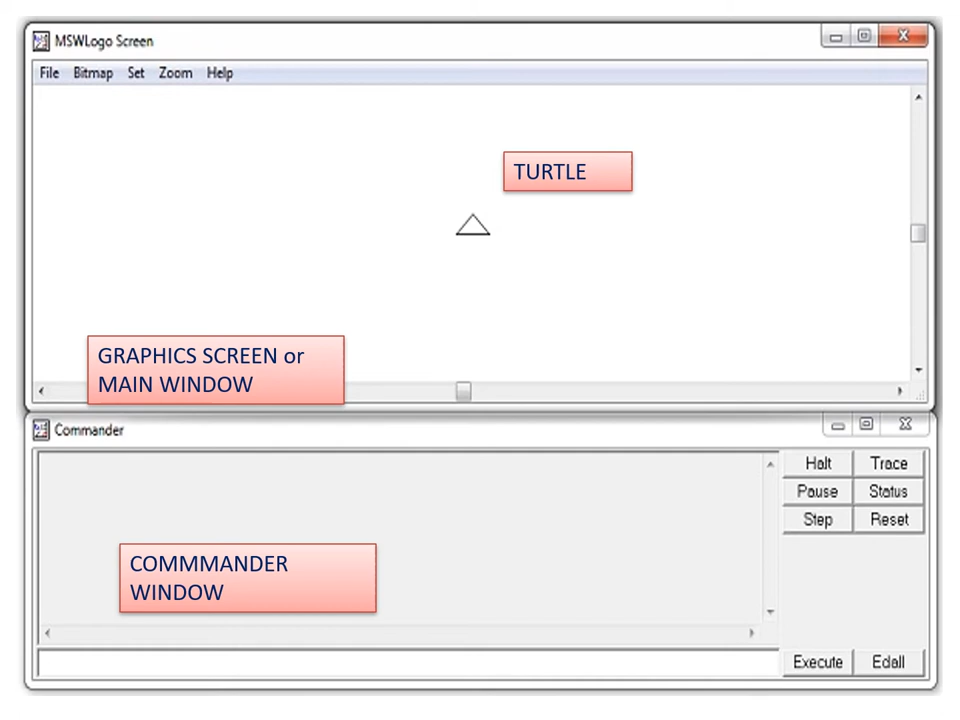 MSWLogo Screen
File Bitmap Set Zoom Help
TURTLE
GRAPHICS SCREEN or
MAIN WINDOW
Commander
Halt Trace
Pause Status
Step Reset
COMMMANDER
WINDOW
Execute Edall